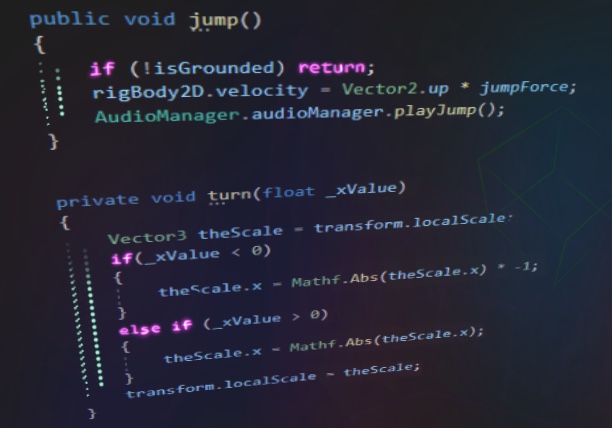 public void jump()
{
if (!isGrounded) return;
rigBody2D.velocity = Vector2.up * jumpForce;
AudioManager.audioManager.playJump();
}
private void turn(float _xValue)
{
Vector3 theScale = transform.localScale;
if(_xValue < 0)
{
theScale.x = Mathf.Abs(theScale.x) * -1;
}
else if (_xValue > 0)
{
theScale.x = Mathf.Abs(theScale.x);
}
transform.localScale = theScale;
}